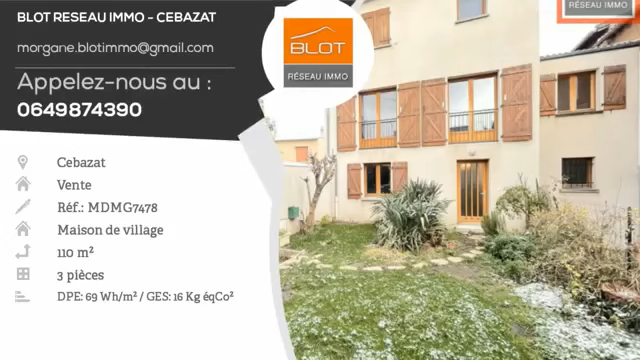 BLOT RESEAU IMMO - CEBAZAT
morgane.blotimmo@gmail.com
Appelez-nous au :
0649874390
BLOT
RÉSEAU IMMO
RÉSEAU IMMO
Cebazat
Vente
Réf.: MDMG7478
Maison de village
110 m²
3 pièces
DPE: 69 Wh/m² / GES: 16 Kg éqCo²